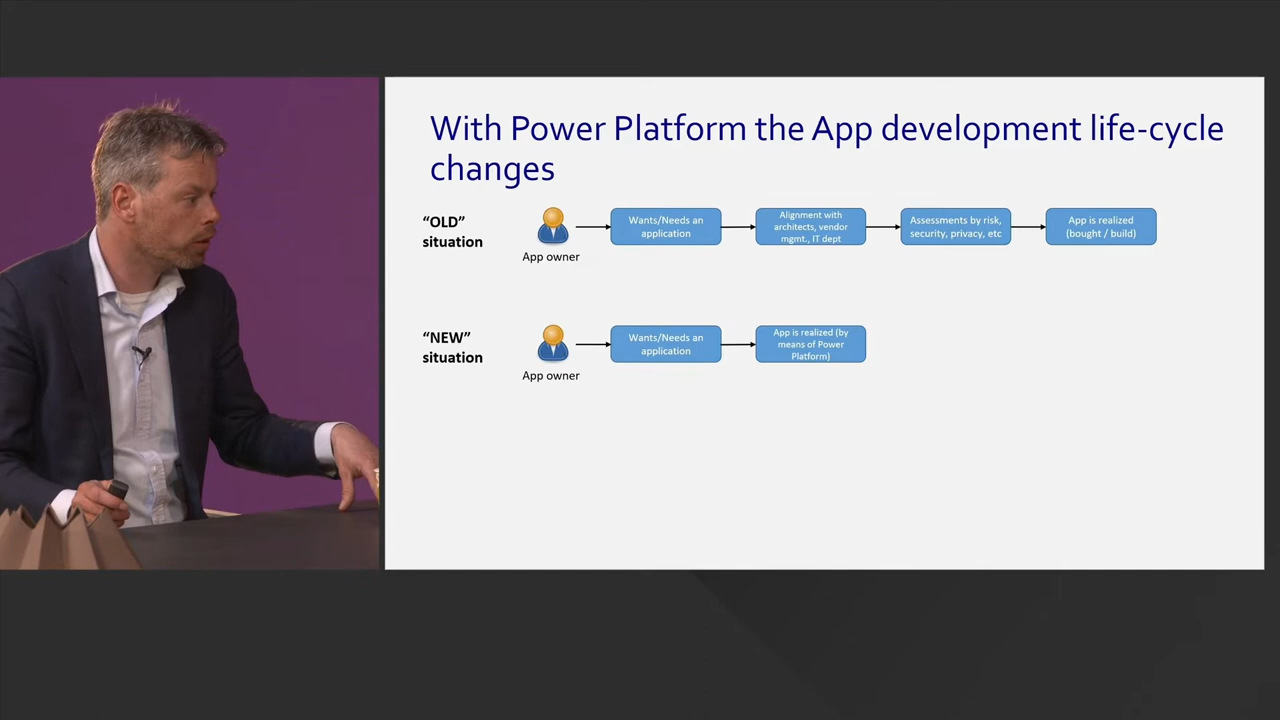 With Power Platform the App development life-cycle
changes
“OLD”
situation
App owner
Wants/Needs an
application
Alignment with
architects, vendor
mgmt., IT dept
Assessments by risk,
security, privacy, etc
App is realized
(bought / build)
“NEW”
situation
App owner
Wants/Needs an
application
App is realized (by
means of Power
Platform)